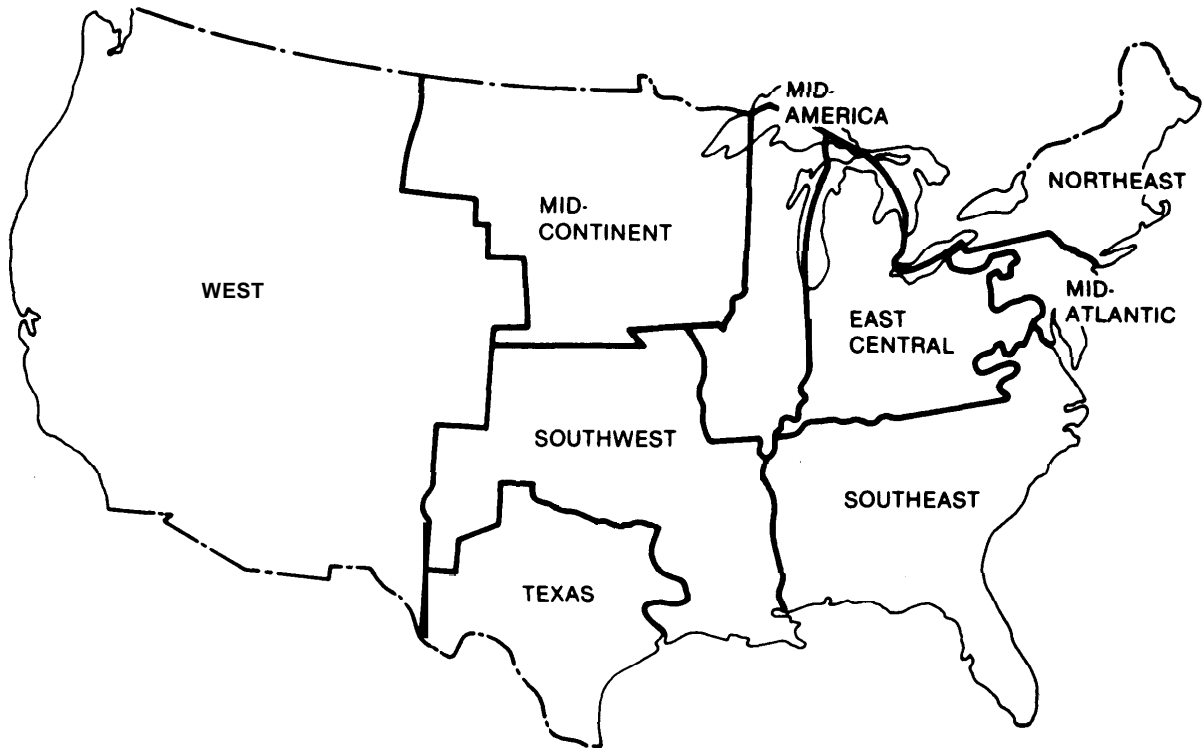 MID-
AMERICA
NORTHEAST
MID-
CONTINENT
WEST
MID-
ATLANTIC
EAST
CENTRAL
SOUTHWEST
SOUTHEAST
TEXAS